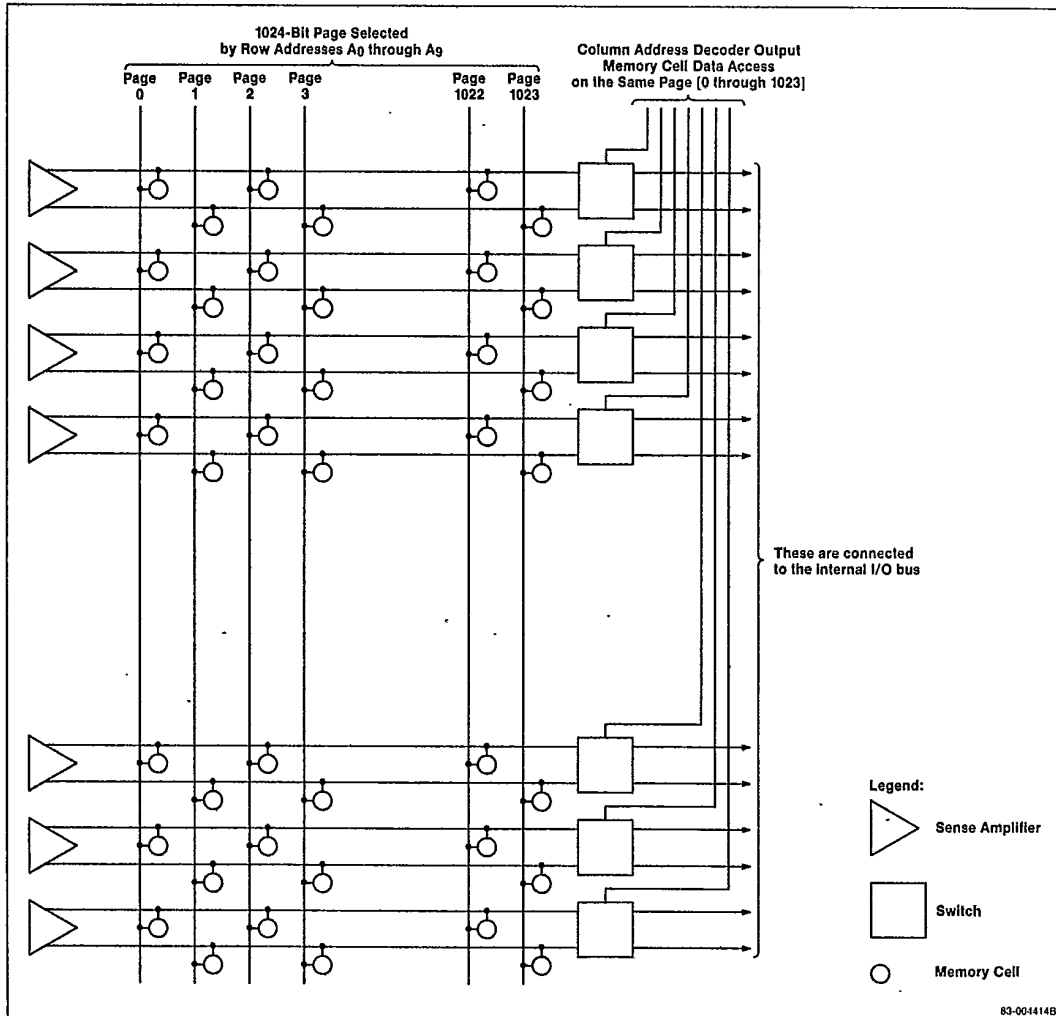 1024-Bit Page Selected
by Row Addresses A0 through A9
Column Address Decoder Output
Memory Cell Data Access
on the Same Page [0 through 1023]
Page 0
Page 1
Page 2
Page 3
Page 1022
Page 1023
These are connected
to the internal I/O bus
Legend:
Sense Amplifier
Switch
Memory Cell
83-004414B